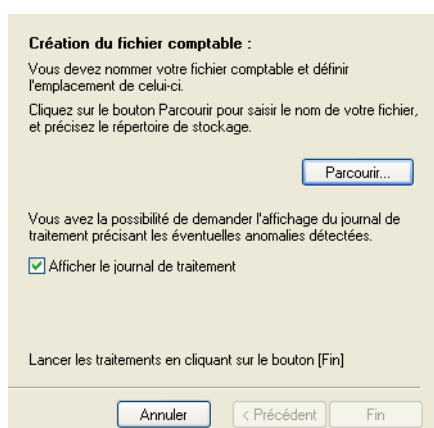 Création du fichier comptable :
Vous devez nommer votre fichier comptable et définir
l'emplacement de celui-ci.
Cliquez sur le bouton Parcourir pour saisir le nom de votre fichier,
et précisez le répertoire de stockage.
Parcourir...
Vous avez la possibilité de demander l'affichage du journal de
traitement précisant les éventuelles anomalies détectées.
Afficher le journal de traitement
Lancer les traitements en cliquant sur le bouton [Fin]
Annuler
< Précédent
Fin